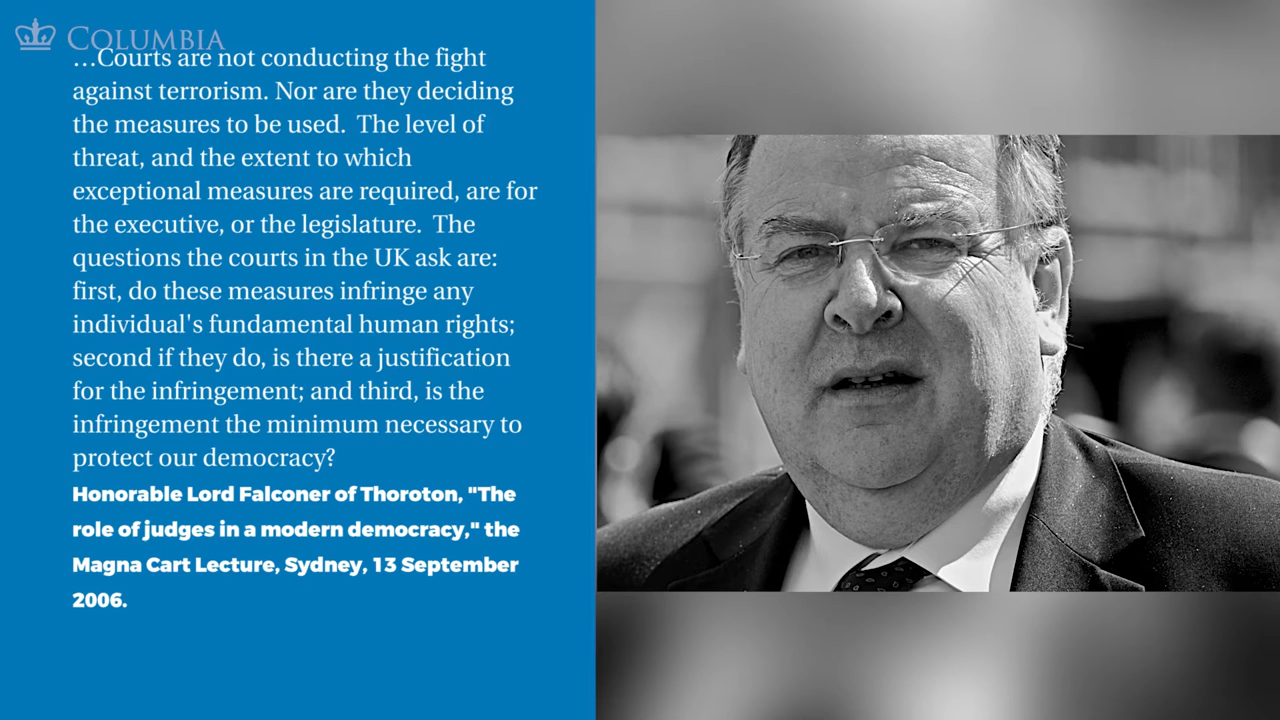 COLUMBIA
…Courts are not conducting the fight
against terrorism. Nor are they deciding
the measures to be used.  The level of
threat, and the extent to which
exceptional measures are required, are for
the executive, or the legislature.  The
questions the courts in the UK ask are:
first, do these measures infringe any
individual's fundamental human rights;
second if they do, is there a justification
for the infringement; and third, is the
infringement the minimum necessary to
protect our democracy?
Honorable Lord Falconer of Thoroton, "The
role of judges in a modern democracy," the
Magna Cart Lecture, Sydney, 13 September
2006.